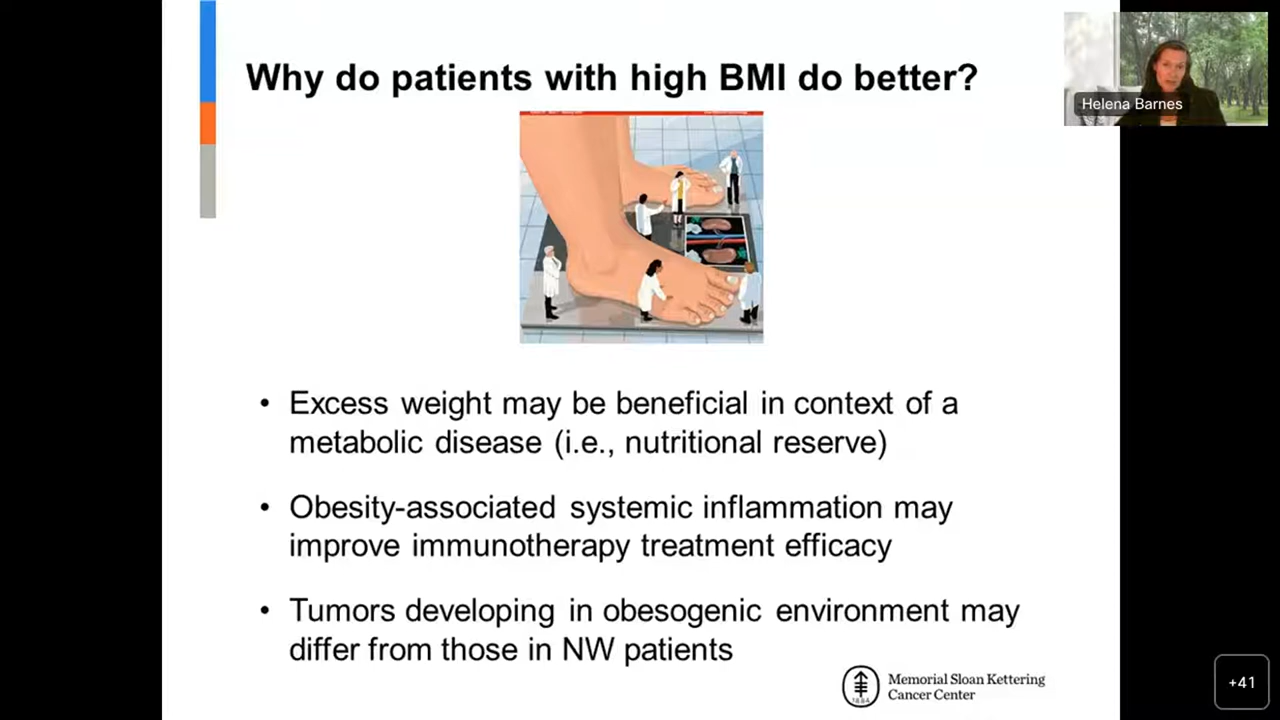 Why do patients with high BMI do better?
Helena Barnes
• Excess weight may be beneficial in context of a
metabolic disease (i.e., nutritional reserve)
• Obesity-associated systemic inflammation may
improve immunotherapy treatment efficacy
• Tumors developing in obesogenic environment may
differ from those in NW patients
1884
Memorial Sloan Kettering
Cancer Center
+41